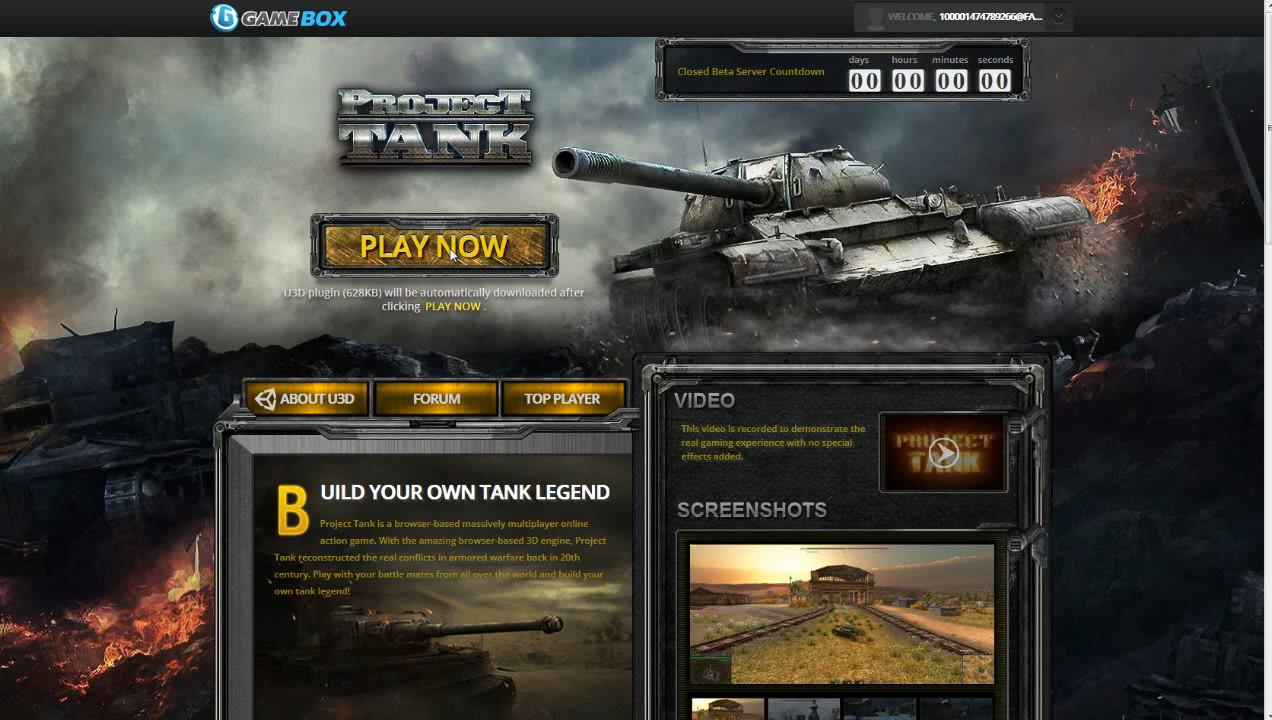 GAMEBOX
WELCOME, 100001474789266@FA...
Closed Beta Server Countdown
days hours minutes seconds
00 00 00 00
PROJECT
TANK
PLAY NOW
U3D plugin (628KB) will be automatically downloaded after
clicking PLAY NOW .
ABOUT U3D
FORUM
TOP PLAYER
BUILD YOUR OWN TANK LEGEND
Project Tank is a browser-based massively multiplayer online
action game. With the amazing browser-based 3D engine, Project
Tank reconstructed the real conflicts in armored warfare back in 20th
century. Play with your battle mates from all over the world and build your
own tank legend!
VIDEO
This video is recorded to demonstrate the
real gaming experience with no special
effects added.
PROJECT
TANK
SCREENSHOTS